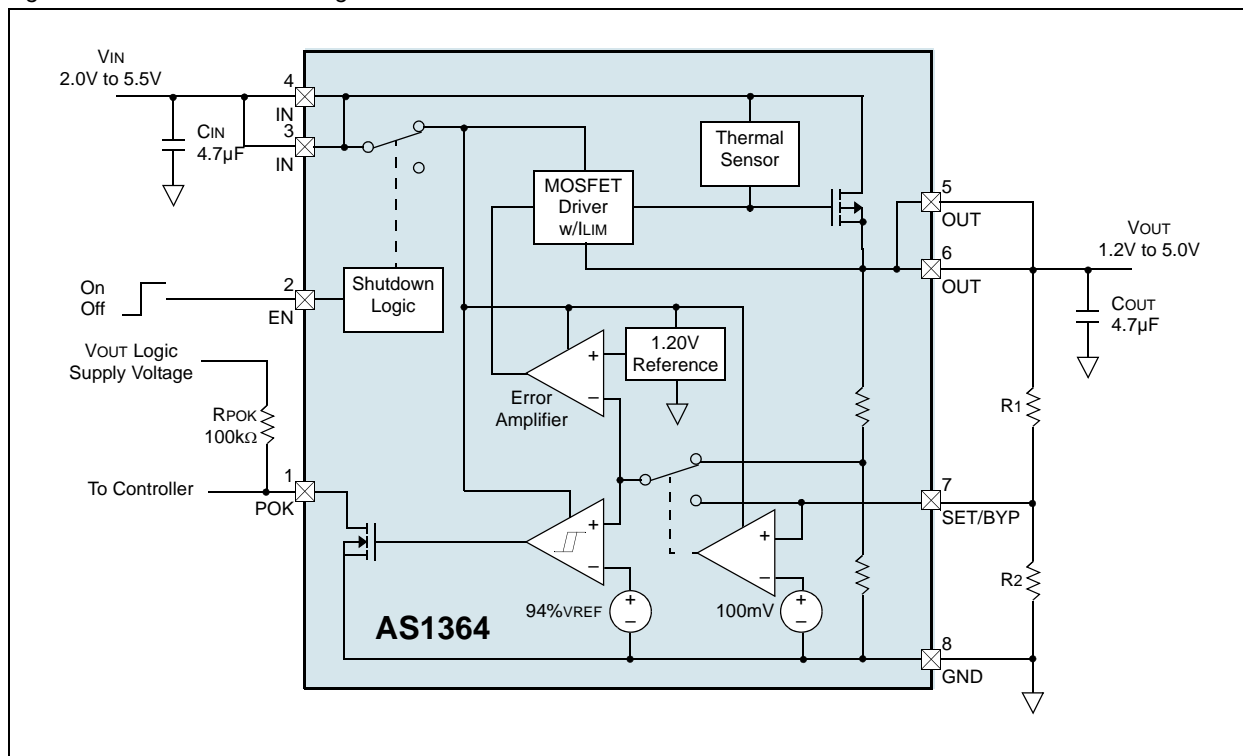 VIN
2.0V to 5.5V
4
IN
CIN
4.7µF
3
IN
Thermal
Sensor
MOSFET
Driver
w/ILIM
5
OUT
VOUT
1.2V to 5.0V
6
OUT
COUT
4.7µF
On
Off
2
EN
Shutdown
Logic
VOUT Logic
Supply Voltage
RPOK
100kΩ
+
−
1.20V
Reference
Error
Amplifier
R1
To Controller
1
POK
7
SET/BYP
+
−
+
−
94%VREF
+
−
100mV
+
−
R2
AS1364
8
GND